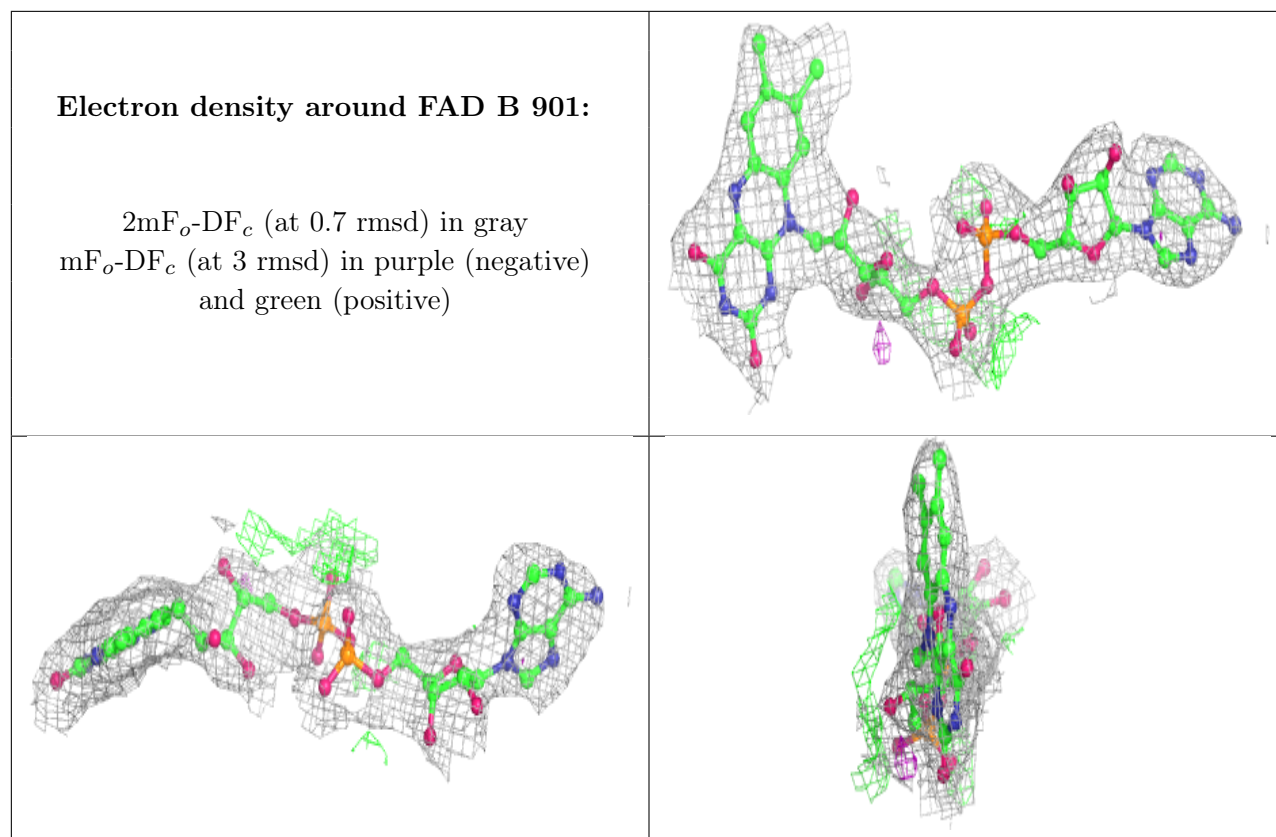 Electron density around FAD B 901:
2mFo-DFc (at 0.7 rmsd) in gray
mFo-DFc (at 3 rmsd) in purple (negative)
and green (positive)